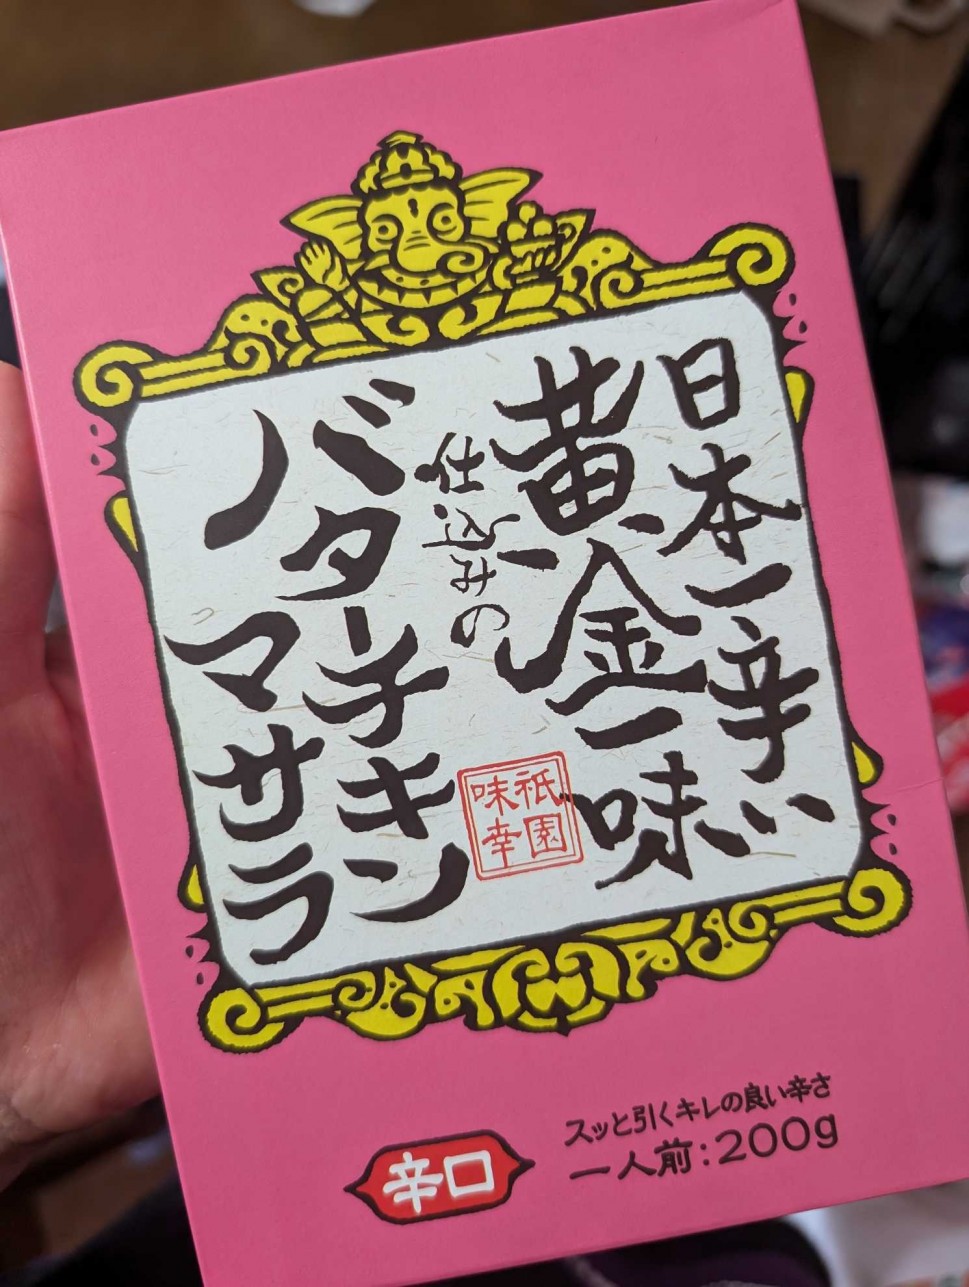 日本一辛い
黄金一味
仕込みの
バターチキン
マサラ
祇園
味幸
辛口
スッと引くキレの良い辛さ
一人前:200g